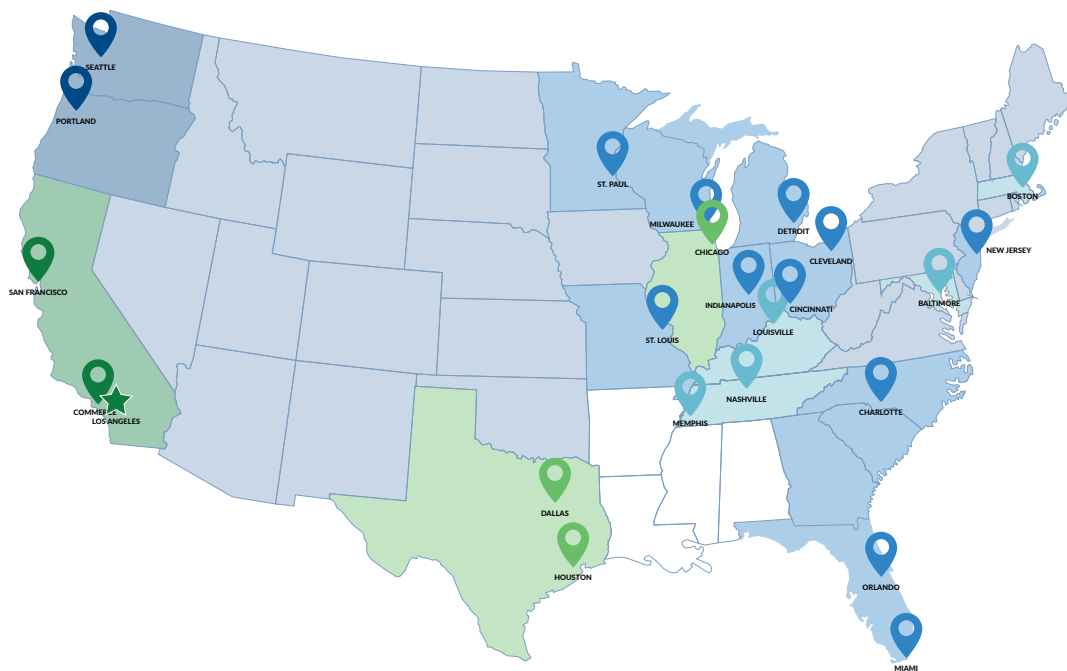 SEATTLE
PORTLAND
ST. PAUL
BOSTON
MILWAUKEE
DETROIT
CHICAGO
NEW JERSEY
CLEVELAND
SAN FRANCISCO
BALTIMORE
INDIANAPOLIS
CINCINNATI
LOUISVILLE
ST. LOUIS
NASHVILLE
COMMERCE
CHARLOTTE
LOS ANGELES
MEMPHIS
DALLAS
HOUSTON
ORLANDO
MIAMI